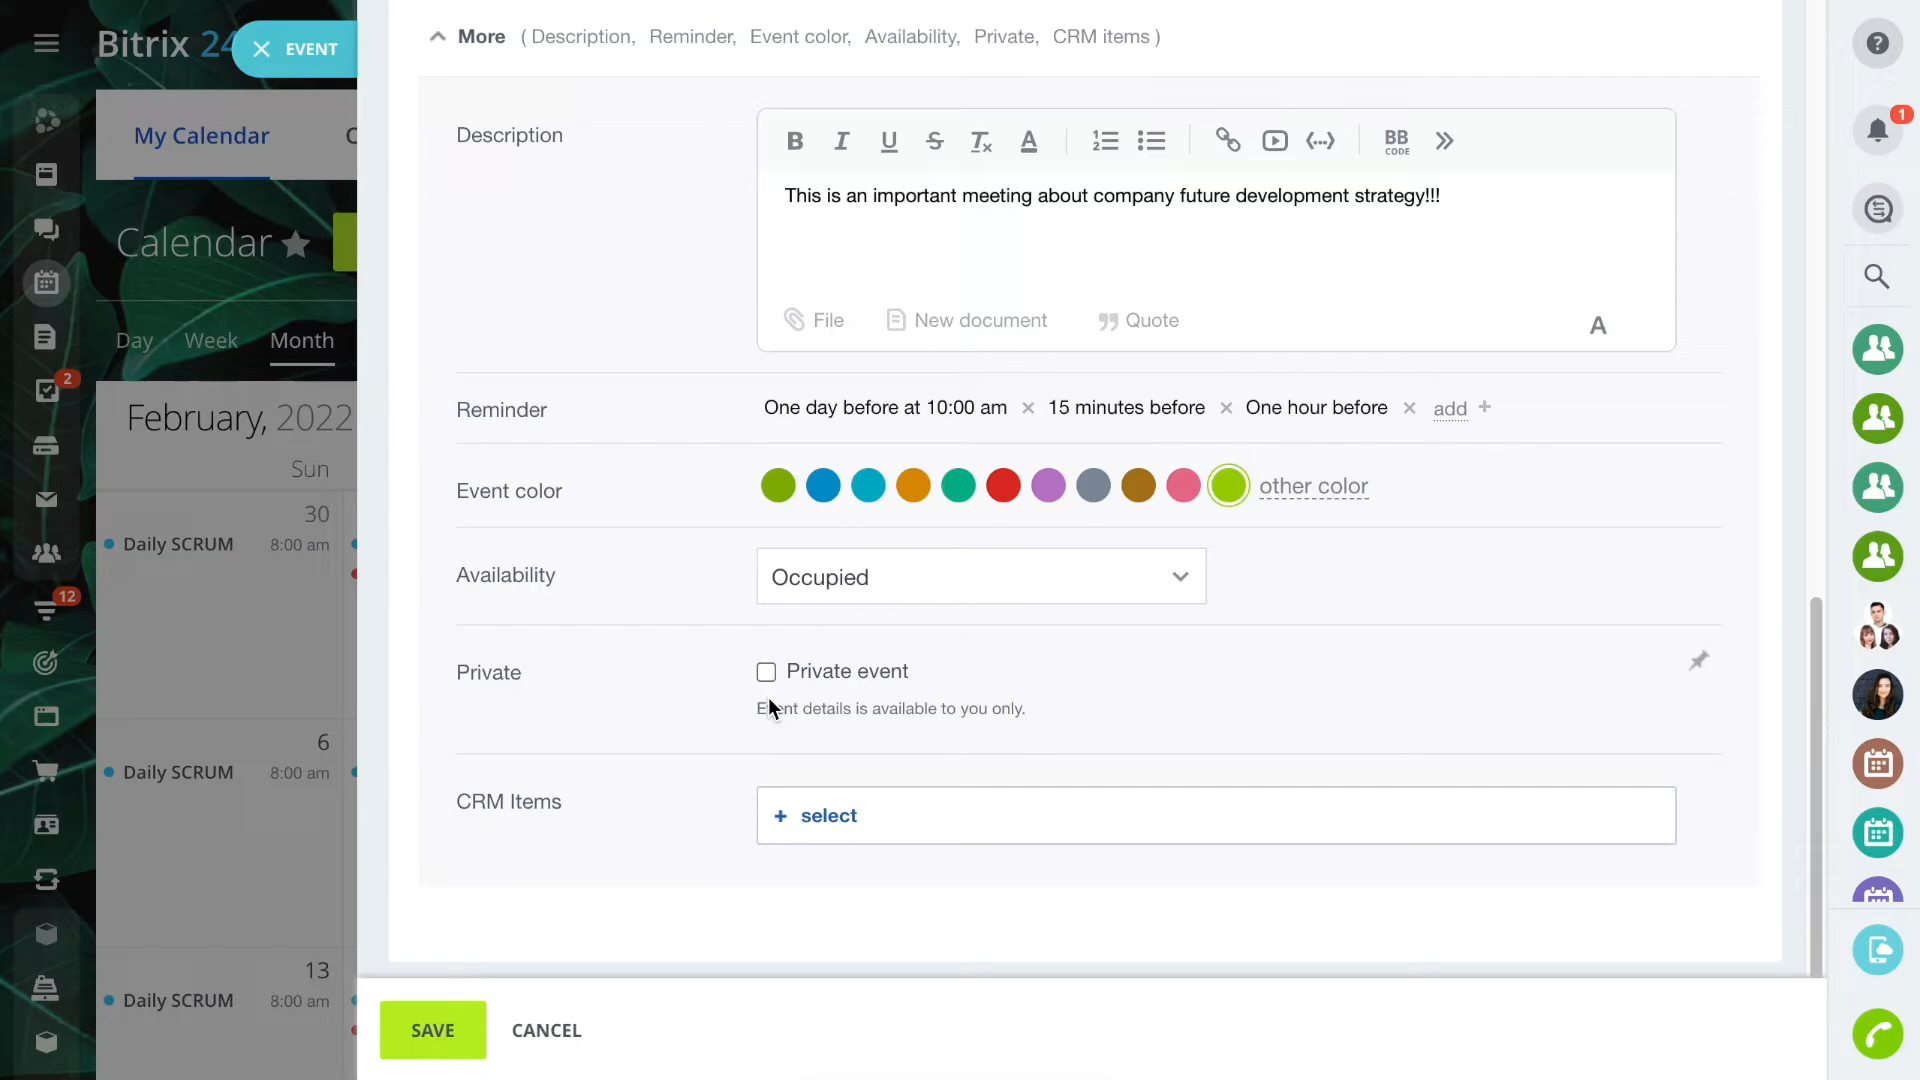 Bitrix 24
EVENT
My Calendar
Calendar
Day Week Month
February, 2022
Sun
30
Daily SCRUM 8:00 am
6
Daily SCRUM 8:00 am
13
Daily SCRUM 8:00 am
2
12
More ( Description, Reminder, Event color, Availability, Private, CRM items )
Description
BB
CODE
This is an important meeting about company future development strategy!!!
File New document Quote
A
Reminder One day before at 10:00 am × 15 minutes before × One hour before × add +
Event color other color
Availability Occupied
Private Private event
Event details is available to you only.
CRM Items + select
SAVE CANCEL
1